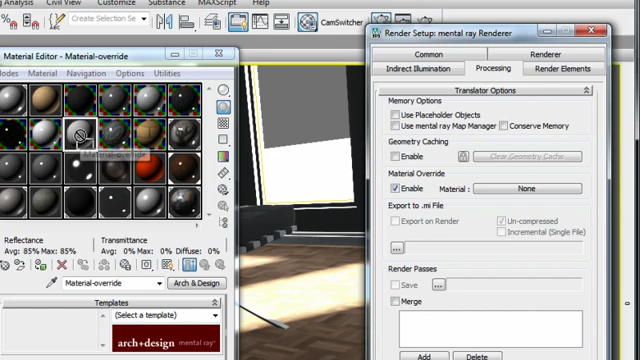 ng Analysis Civil View Customize Substance MAXScript
Create Selection Se
CamSwitcher
Material Editor - Material-override
Modes Material Navigation Options Utilities
Material-override
Reflectance
Avg: 85% Max: 85%
Transmittance
Avg: 0% Max: 0% Diffuse: 0%
Material-override
Arch & Design
Templates
(Select a template)
arch+design mental ray
Render Setup: mental ray Renderer
Common Renderer
Indirect Illumination Processing Render Elements
Translator Options
Memory Options
Use Placeholder Objects
Use mental ray Map Manager Conserve Memory
Geometry Caching
Enable Clear Geometry Cache
Material Override
Enable Material : None
Export to .mi File
Export on Render Un-compressed
Incremental (Single File)
...
Render Passes
Save ...
Merge
Add Delete